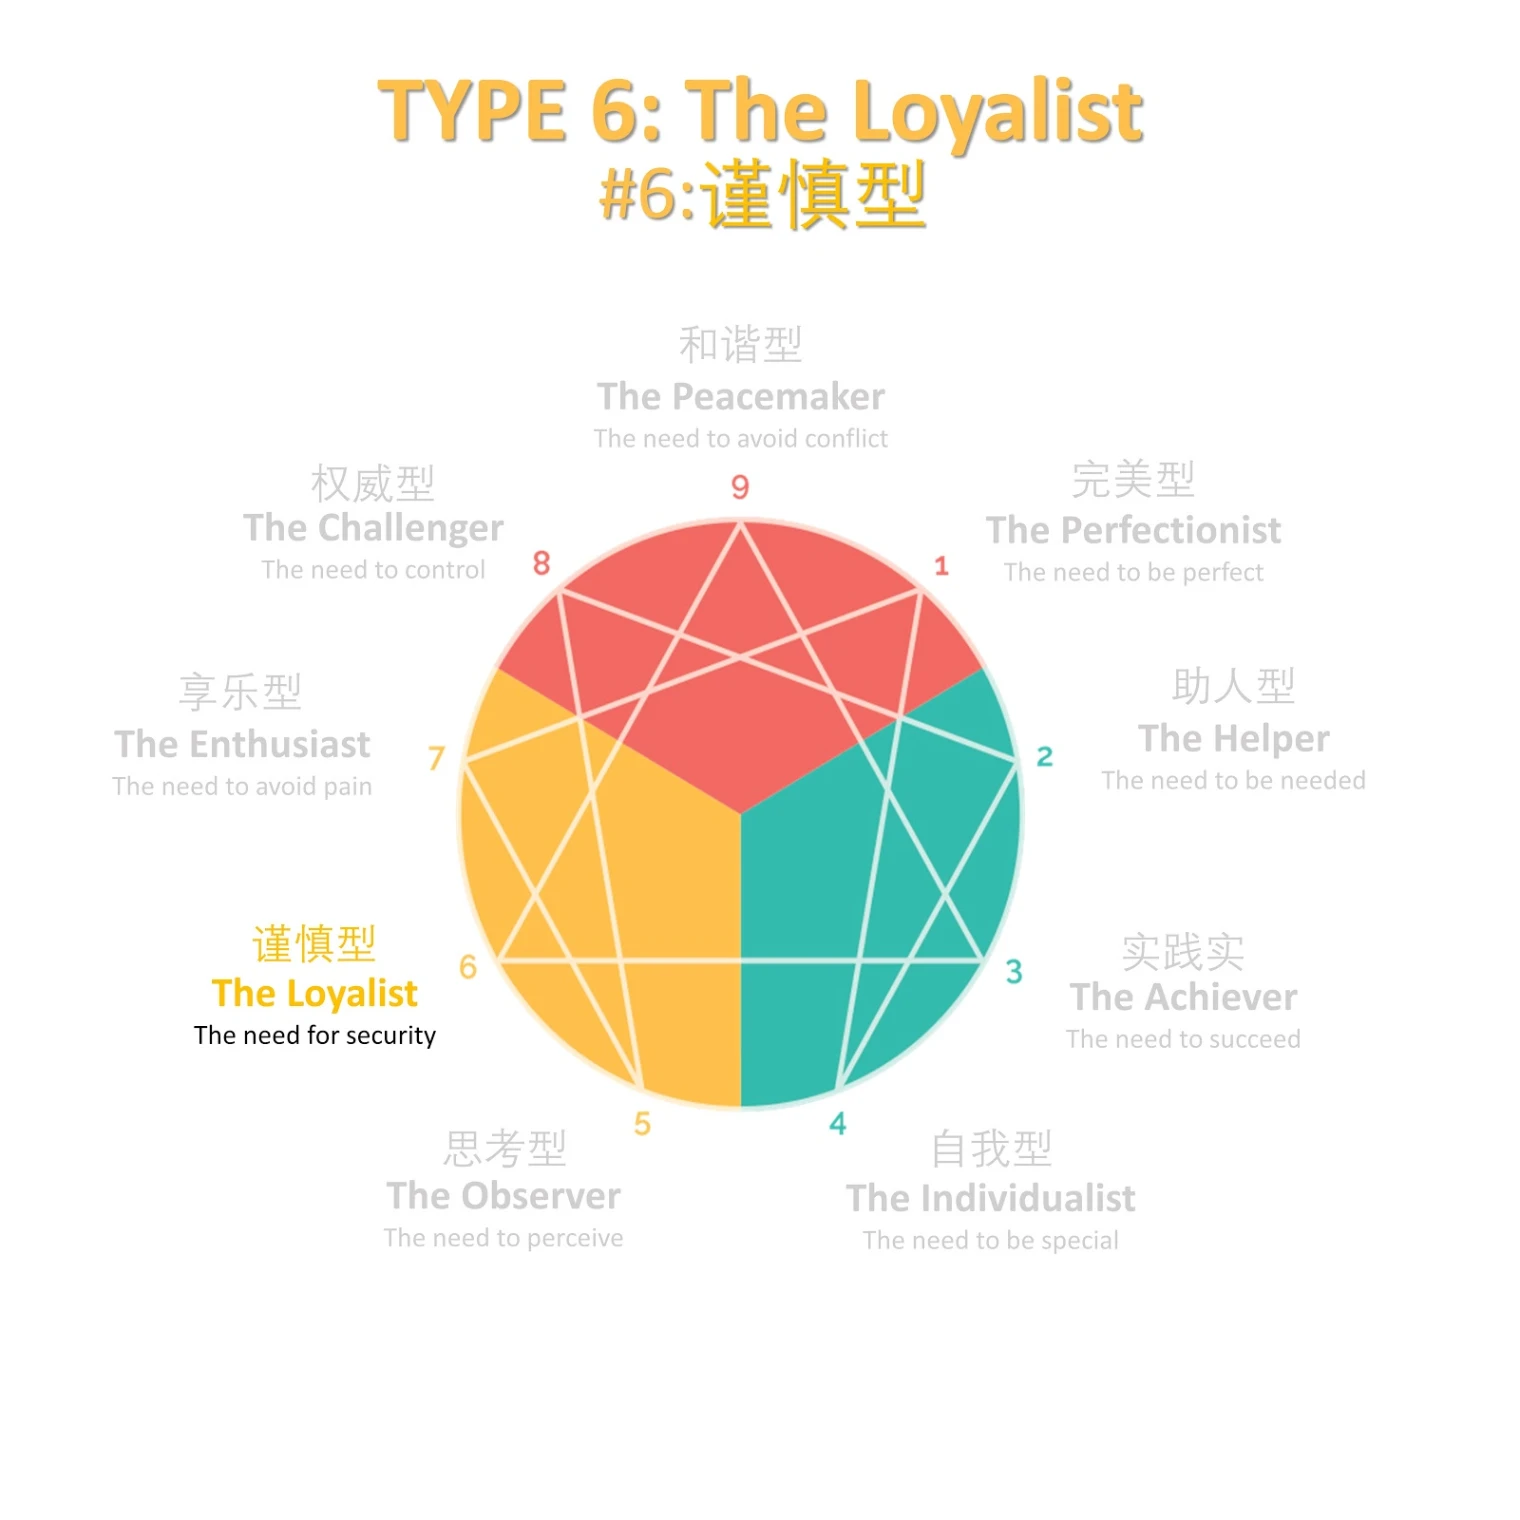 TYPE 6: The Loyalist
#6:谨慎型
和谐型
The Peacemaker
The need to avoid conflict
9
权威型
The Challenger
The need to control
8
完美型
The Perfectionist
The need to be perfect
1
享乐型
The Enthusiast
The need to avoid pain
7
助人型
The Helper
The need to be needed
2
谨慎型
The Loyalist
The need for security
6
实践实
The Achiever
The need to succeed
3
思考型
The Observer
The need to perceive
5
自我型
The Individualist
The need to be special
4